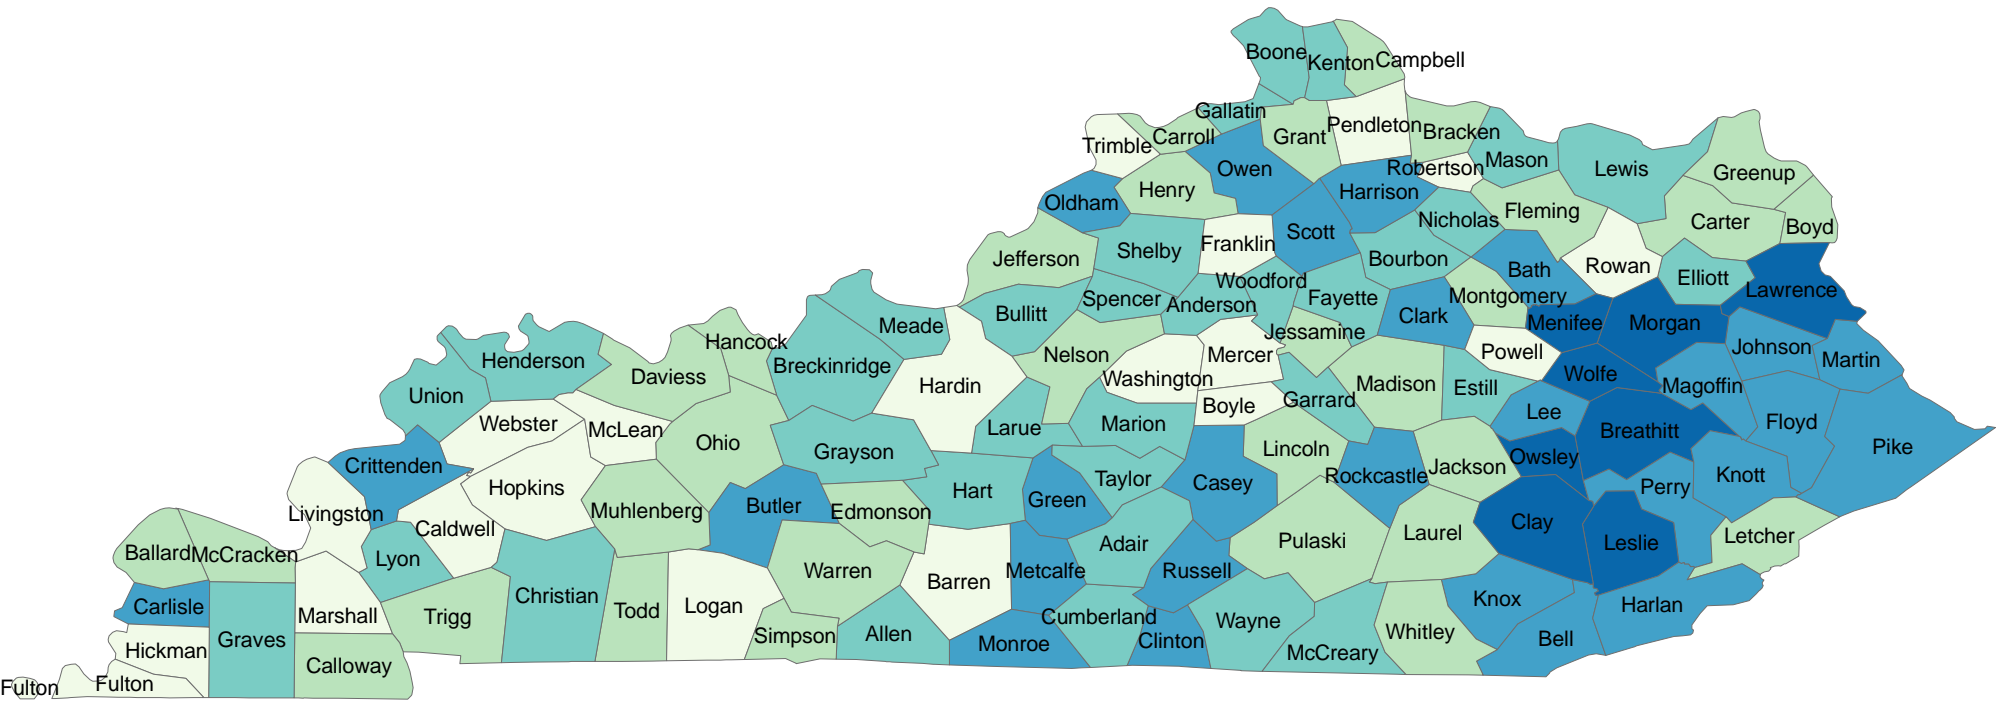 Boone
Kenton
Campbell
Gallatin
Carroll
Grant
Pendleton
Bracken
Trimble
Owen
Robertson
Mason
Lewis
Greenup
Oldham
Henry
Harrison
Nicholas
Fleming
Carter
Boyd
Jefferson
Shelby
Franklin
Scott
Bourbon
Bath
Rowan
Elliott
Lawrence
Woodford
Spencer
Anderson
Fayette
Clark
Montgomery
Menifee
Morgan
Bullitt
Meade
Jessamine
Johnson
Martin
Hancock
Henderson
Breckinridge
Nelson
Mercer
Powell
Wolfe
Magoffin
Daviess
Union
Hardin
Washington
Madison
Estill
Boyle
Garrard
Lee
Floyd
Pike
Webster
McLean
Ohio
Larue
Marion
Breathitt
Grayson
Lincoln
Crittenden
Owsley
Jackson
Rockcastle
Knott
Perry
Hopkins
Hart
Taylor
Green
Casey
Livingston
Muhlenberg
Butler
Edmonson
Caldwell
Clay
Laurel
Leslie
Letcher
Ballard
McCracken
Lyon
Pulaski
Adair
Russell
Metcalfe
Barren
Warren
Carlisle
Christian
Marshall
Trigg
Todd
Logan
Simpson
Allen
Cumberland
Wayne
Knox
Harlan
Graves
Hickman
Monroe
Clinton
McCreary
Whitley
Bell
Calloway
Fulton
Fulton